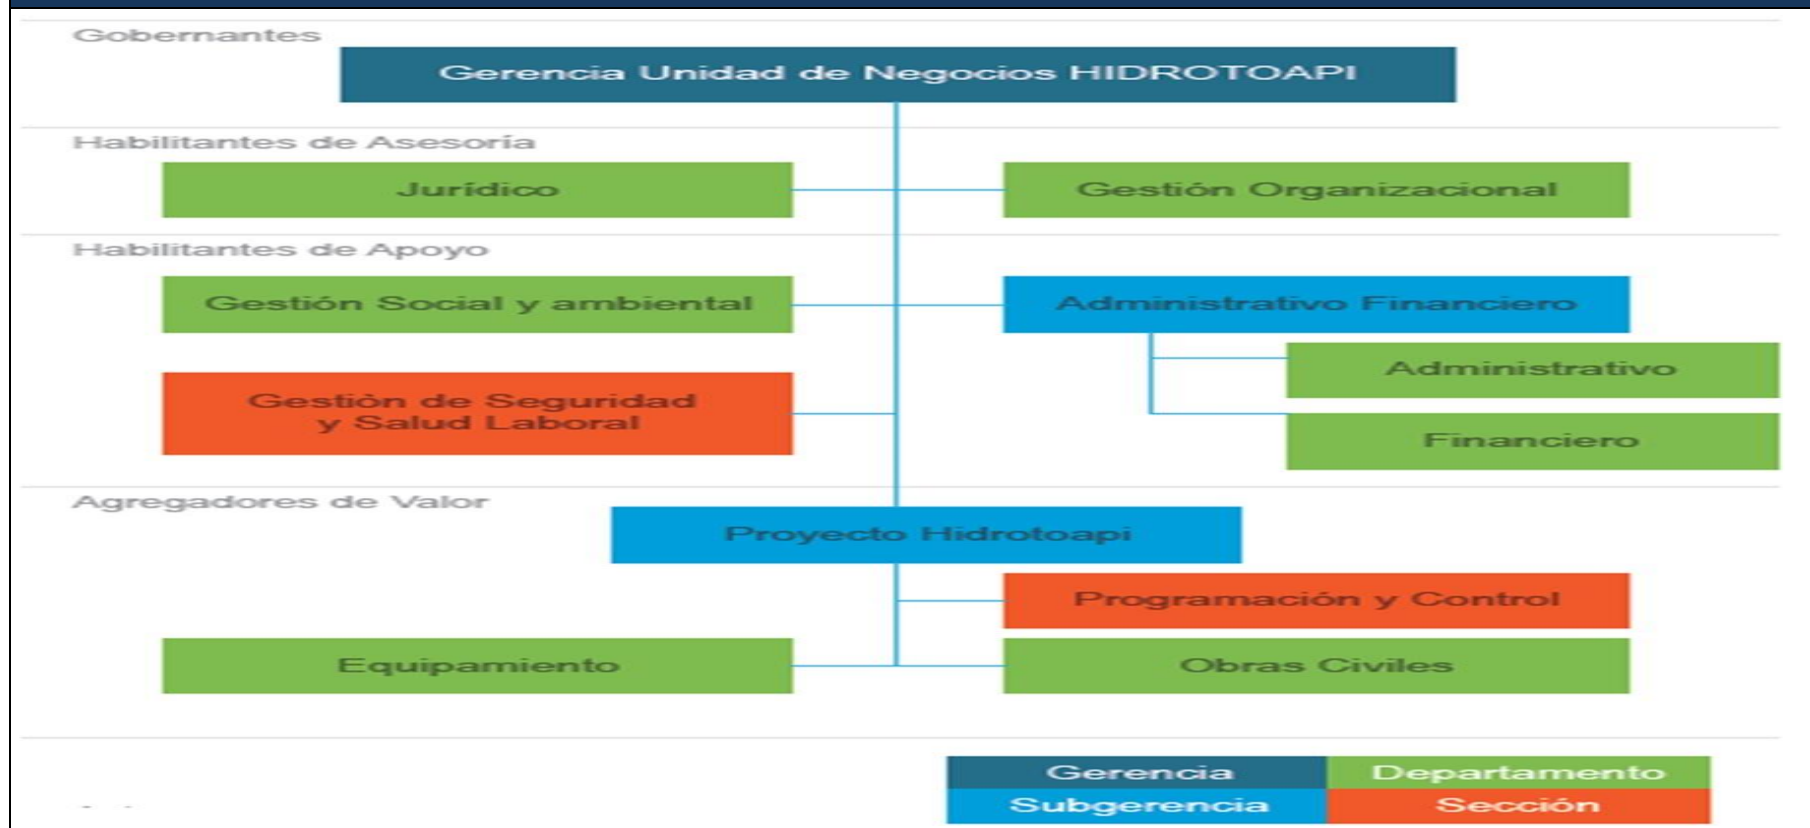 Gobernantes
Gerencia Unidad de Negocios HIDROTOAPI
Habilitantes de Asesoría
Jurídico
Gestión Organizacional
Habilitantes de Apoyo
Gestión Social y ambiental
Administrativo Financiero
Administrativo
Gestiòn de Seguridad
y Salud Laboral
Financiero
Agregadores de Valor
Proyecto Hidrotoapi
Programación y Control
Equipamiento
Obras Civiles
Gerencia
Departamento
Subgerencia
Sección